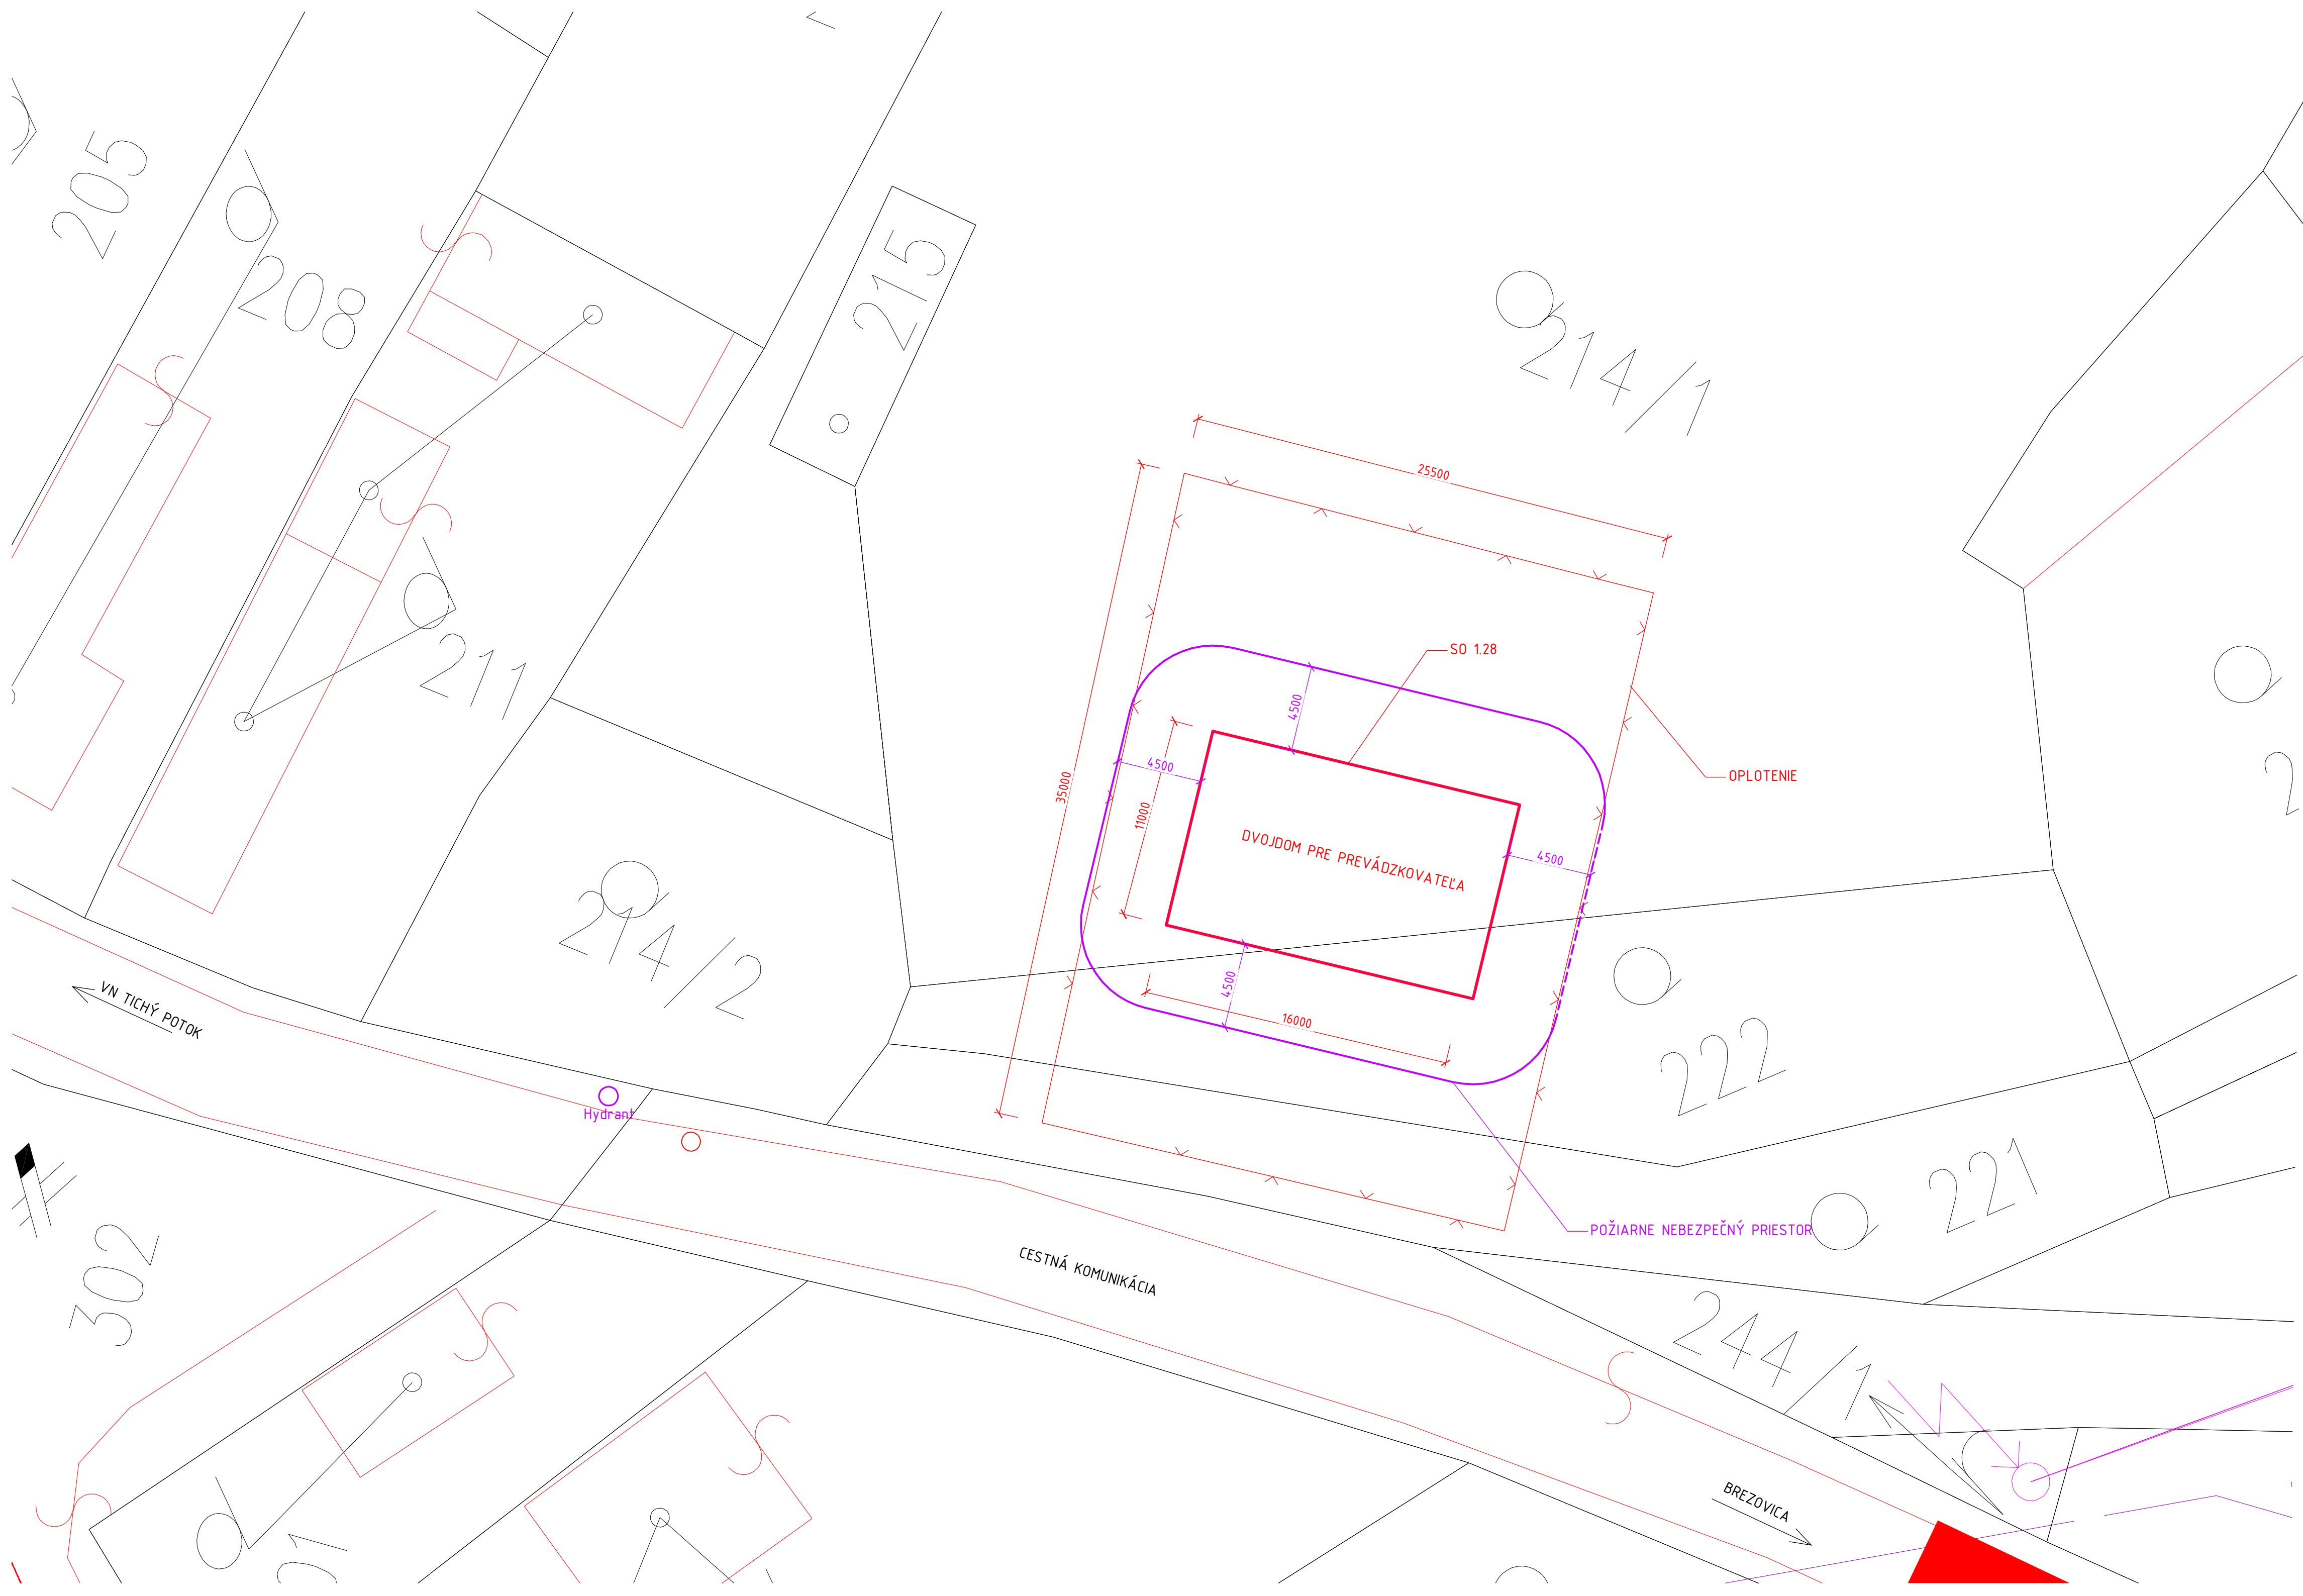 205
208
215
214/1
25500
211
SO 1.28
4500
4500
35000
11000
OPLOTENIE
DVOJDOM PRE PREVÁDZKOVATEĽA
4500
214/2
4500
16000
222
VN TICHÝ POTOK
Hydrant
221
POŽIARNE NEBEZPEČNÝ PRIESTOR
302
CESTNÁ KOMUNIKÁCIA
244/1
BREZOVICA